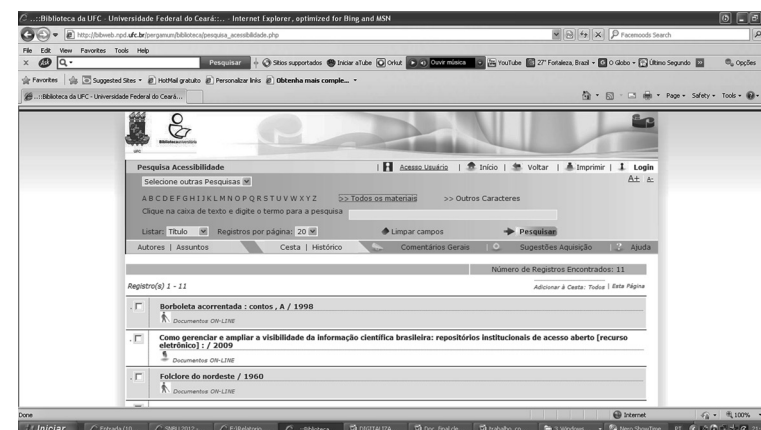 ..::Biblioteca da UFC - Universidade Federal do Ceará::.. - Internet Explorer, optimized for Bing and MSN
http://bibweb.npd.ufc.br/pergamum/biblioteca/pesquisa_acessibilidade.php
Facemoods Search
File Edit View Favorites Tools Help
Pesquisar Sítios suportados Iniciar aTube Orkut Ouvir música YouTube 27° Fortaleza, Brazil O Globo Último Segundo Opções
Favorites Suggested Sites HotMail gratuito Personalizar links Obtenha mais comple...
..::Biblioteca da UFC - Universidade Federal do Ceará... Page Safety Tools
UFC
Pesquisa Acessibilidade | Acesso Usuário | Início | Voltar | Imprimir | Login
Selecione outras Pesquisas A+ A-
A B C D E F G H I J K L M N O P Q R S T U V W X Y Z >> Todos os materiais >> Outros Caracteres
Clique na caixa de texto e digite o termo para a pesquisa
Listar: Título Registros por página: 20 Limpar campos Pesquisar
Autores | Assuntos Cesta | Histórico Comentários Gerais | Sugestões Aquisição | Ajuda
Número de Registros Encontrados: 11
Registro(s) 1 - 11 Adicionar à Cesta: Todos | Esta Página
Borboleta acorrentada : contos , A / 1998
Documentos ON-LINE
Como gerenciar e ampliar a visibilidade da informação científica brasileira: repositórios institucionais de acesso aberto [recurso
eletrônico] : / 2009
Documentos ON-LINE
Folclore do nordeste / 1960
Documentos ON-LINE
Done Internet 100%
Iniciar